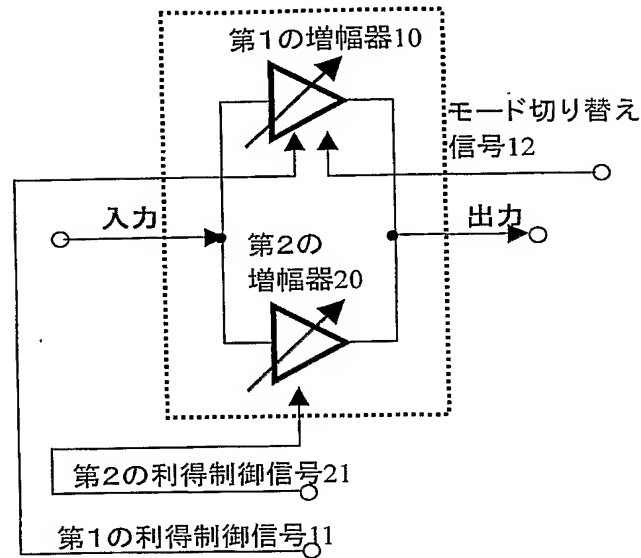 第1の増幅器10
モード切り替え
信号12
入力
出力
第2の
増幅器20
第2の利得制御信号21
第1の利得制御信号11